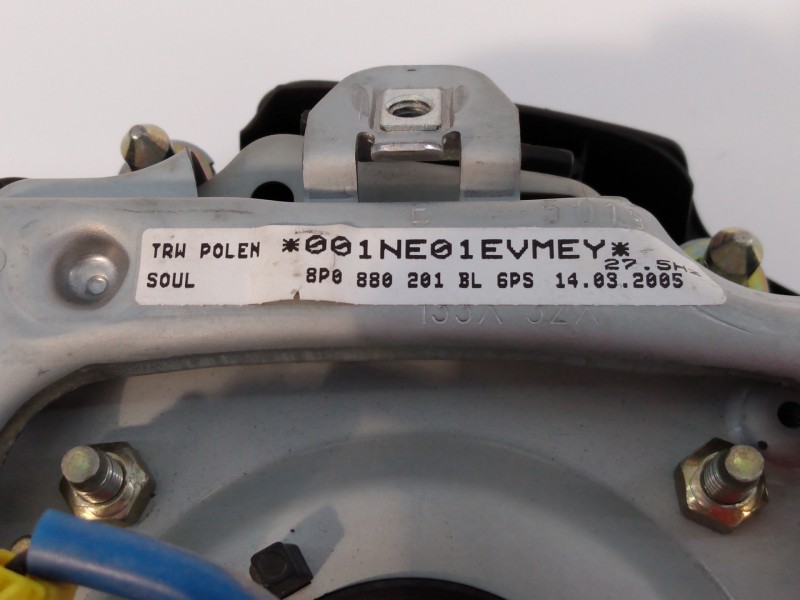 TRW POLEN *001NE01EVMEY*
27.5
SOUL 8P0 880 201 BL 6PS 14.03.2005